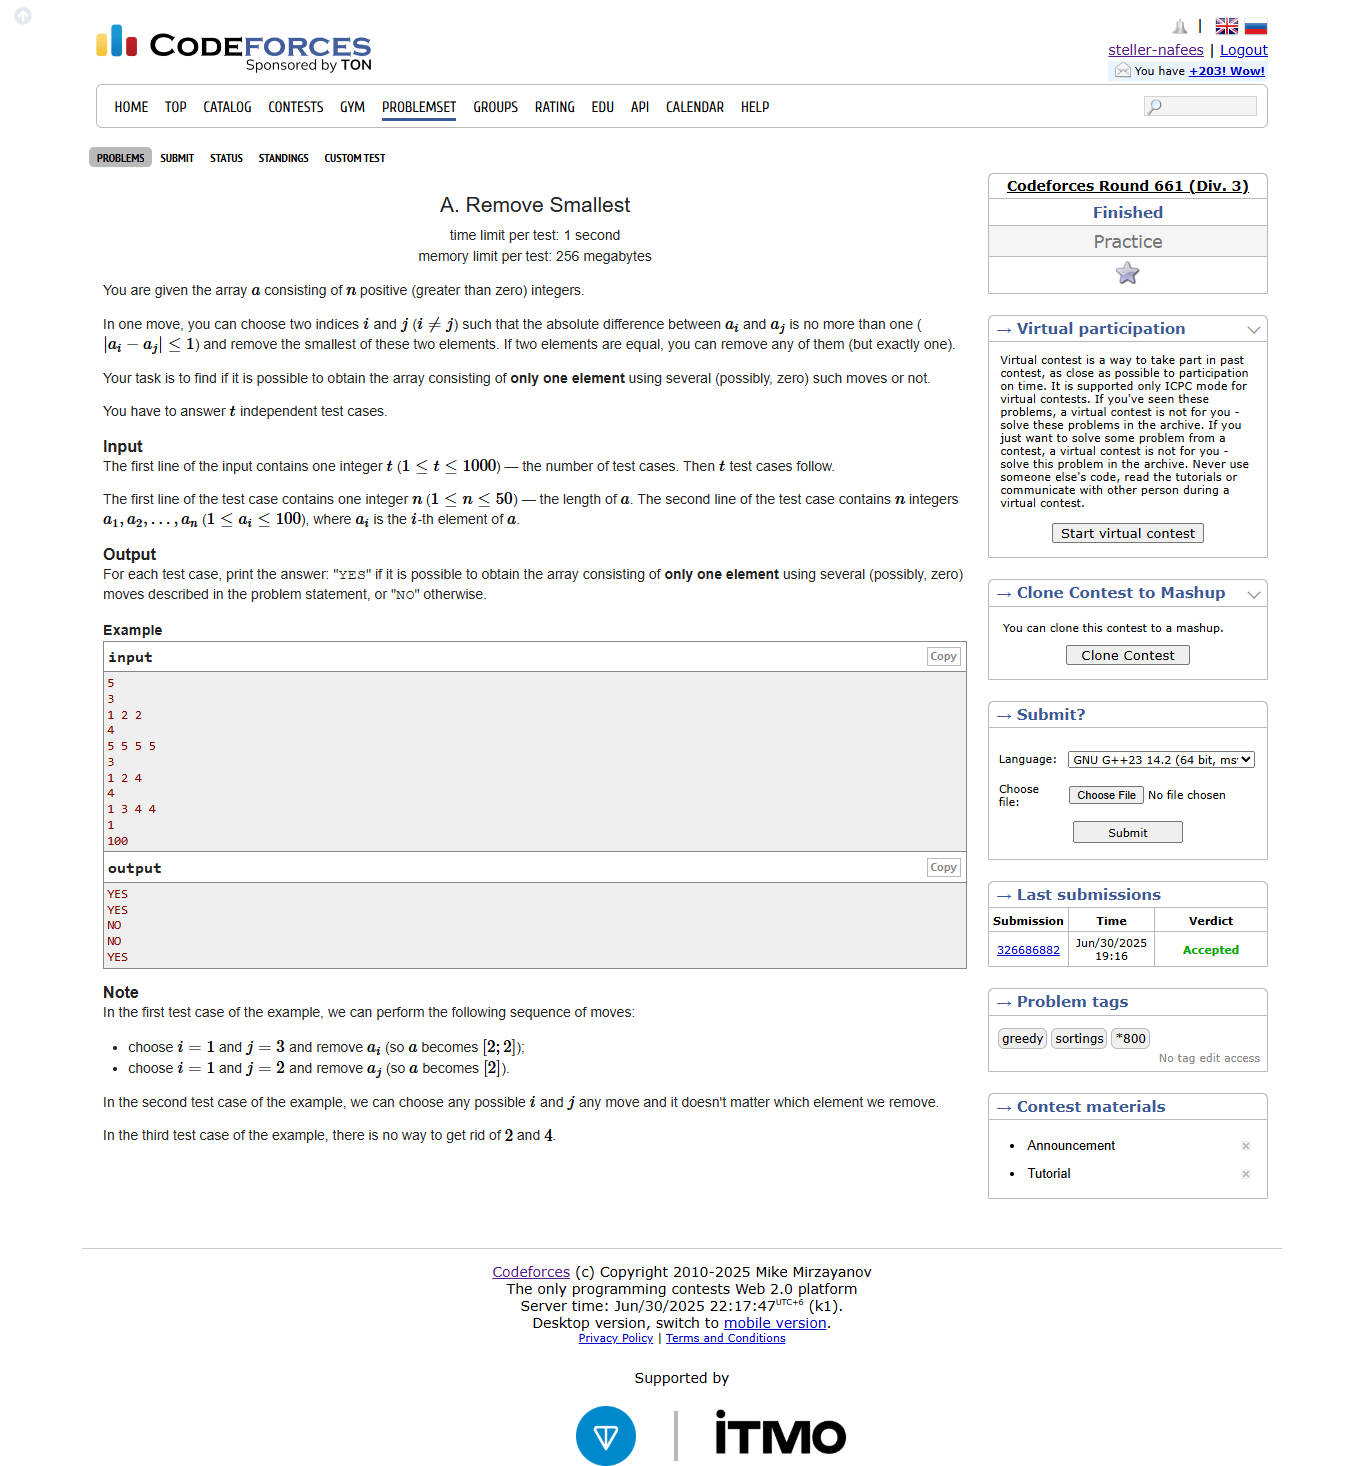 CODEFORCES
Sponsored by TON
|
steller-nafees | Logout
You have +203! Wow!
HOME TOP CATALOG CONTESTS GYM PROBLEMSET GROUPS RATING EDU API CALENDAR HELP
PROBLEMS SUBMIT STATUS STANDINGS CUSTOM TEST
A. Remove Smallest
time limit per test: 1 second
memory limit per test: 256 megabytes
You are given the array a consisting of n positive (greater than zero) integers.
In one move, you can choose two indices i and j (i ≠ j) such that the absolute difference between a_i and a_j is no more than one (
|a_i − a_j| ≤ 1) and remove the smallest of these two elements. If two elements are equal, you can remove any of them (but exactly one).
Your task is to find if it is possible to obtain the array consisting of only one element using several (possibly, zero) such moves or not.
You have to answer t independent test cases.
Input
The first line of the input contains one integer t (1 ≤ t ≤ 1000) — the number of test cases. Then t test cases follow.
The first line of the test case contains one integer n (1 ≤ n ≤ 50) — the length of a. The second line of the test case contains n integers
a_1, a_2, . . . , a_n (1 ≤ a_i ≤ 100), where a_i is the i-th element of a.
Output
For each test case, print the answer: "YES" if it is possible to obtain the array consisting of only one element using several (possibly, zero)
moves described in the problem statement, or "NO" otherwise.
Example
input Copy
5
3
1 2 2
4
5 5 5 5
3
1 2 4
4
1 3 4 4
1
100
output Copy
YES
YES
NO
NO
YES
Note
In the first test case of the example, we can perform the following sequence of moves:
• choose i = 1 and j = 3 and remove a_i (so a becomes [2; 2]);
• choose i = 1 and j = 2 and remove a_j (so a becomes [2]).
In the second test case of the example, we can choose any possible i and j any move and it doesn't matter which element we remove.
In the third test case of the example, there is no way to get rid of 2 and 4.
Codeforces Round 661 (Div. 3)
Finished
Practice
→ Virtual participation
Virtual contest is a way to take part in past
contest, as close as possible to participation
on time. It is supported only ICPC mode for
virtual contests. If you've seen these
problems, a virtual contest is not for you -
solve these problems in the archive. If you
just want to solve some problem from a
contest, a virtual contest is not for you -
solve this problem in the archive. Never use
someone else's code, read the tutorials or
communicate with other person during a
virtual contest.
Start virtual contest
→ Clone Contest to Mashup
You can clone this contest to a mashup.
Clone Contest
→ Submit?
Language: GNU G++23 14.2 (64 bit, ms
Choose
file: Choose File No file chosen
Submit
→ Last submissions
Submission Time Verdict
326686882 Jun/30/2025
19:16 Accepted
→ Problem tags
greedy sortings *800
No tag edit access
→ Contest materials
• Announcement
• Tutorial
Codeforces (c) Copyright 2010-2025 Mike Mirzayanov
The only programming contests Web 2.0 platform
Server time: Jun/30/2025 22:17:47UTC+6 (k1).
Desktop version, switch to mobile version.
Privacy Policy | Terms and Conditions
Supported by
iTMO